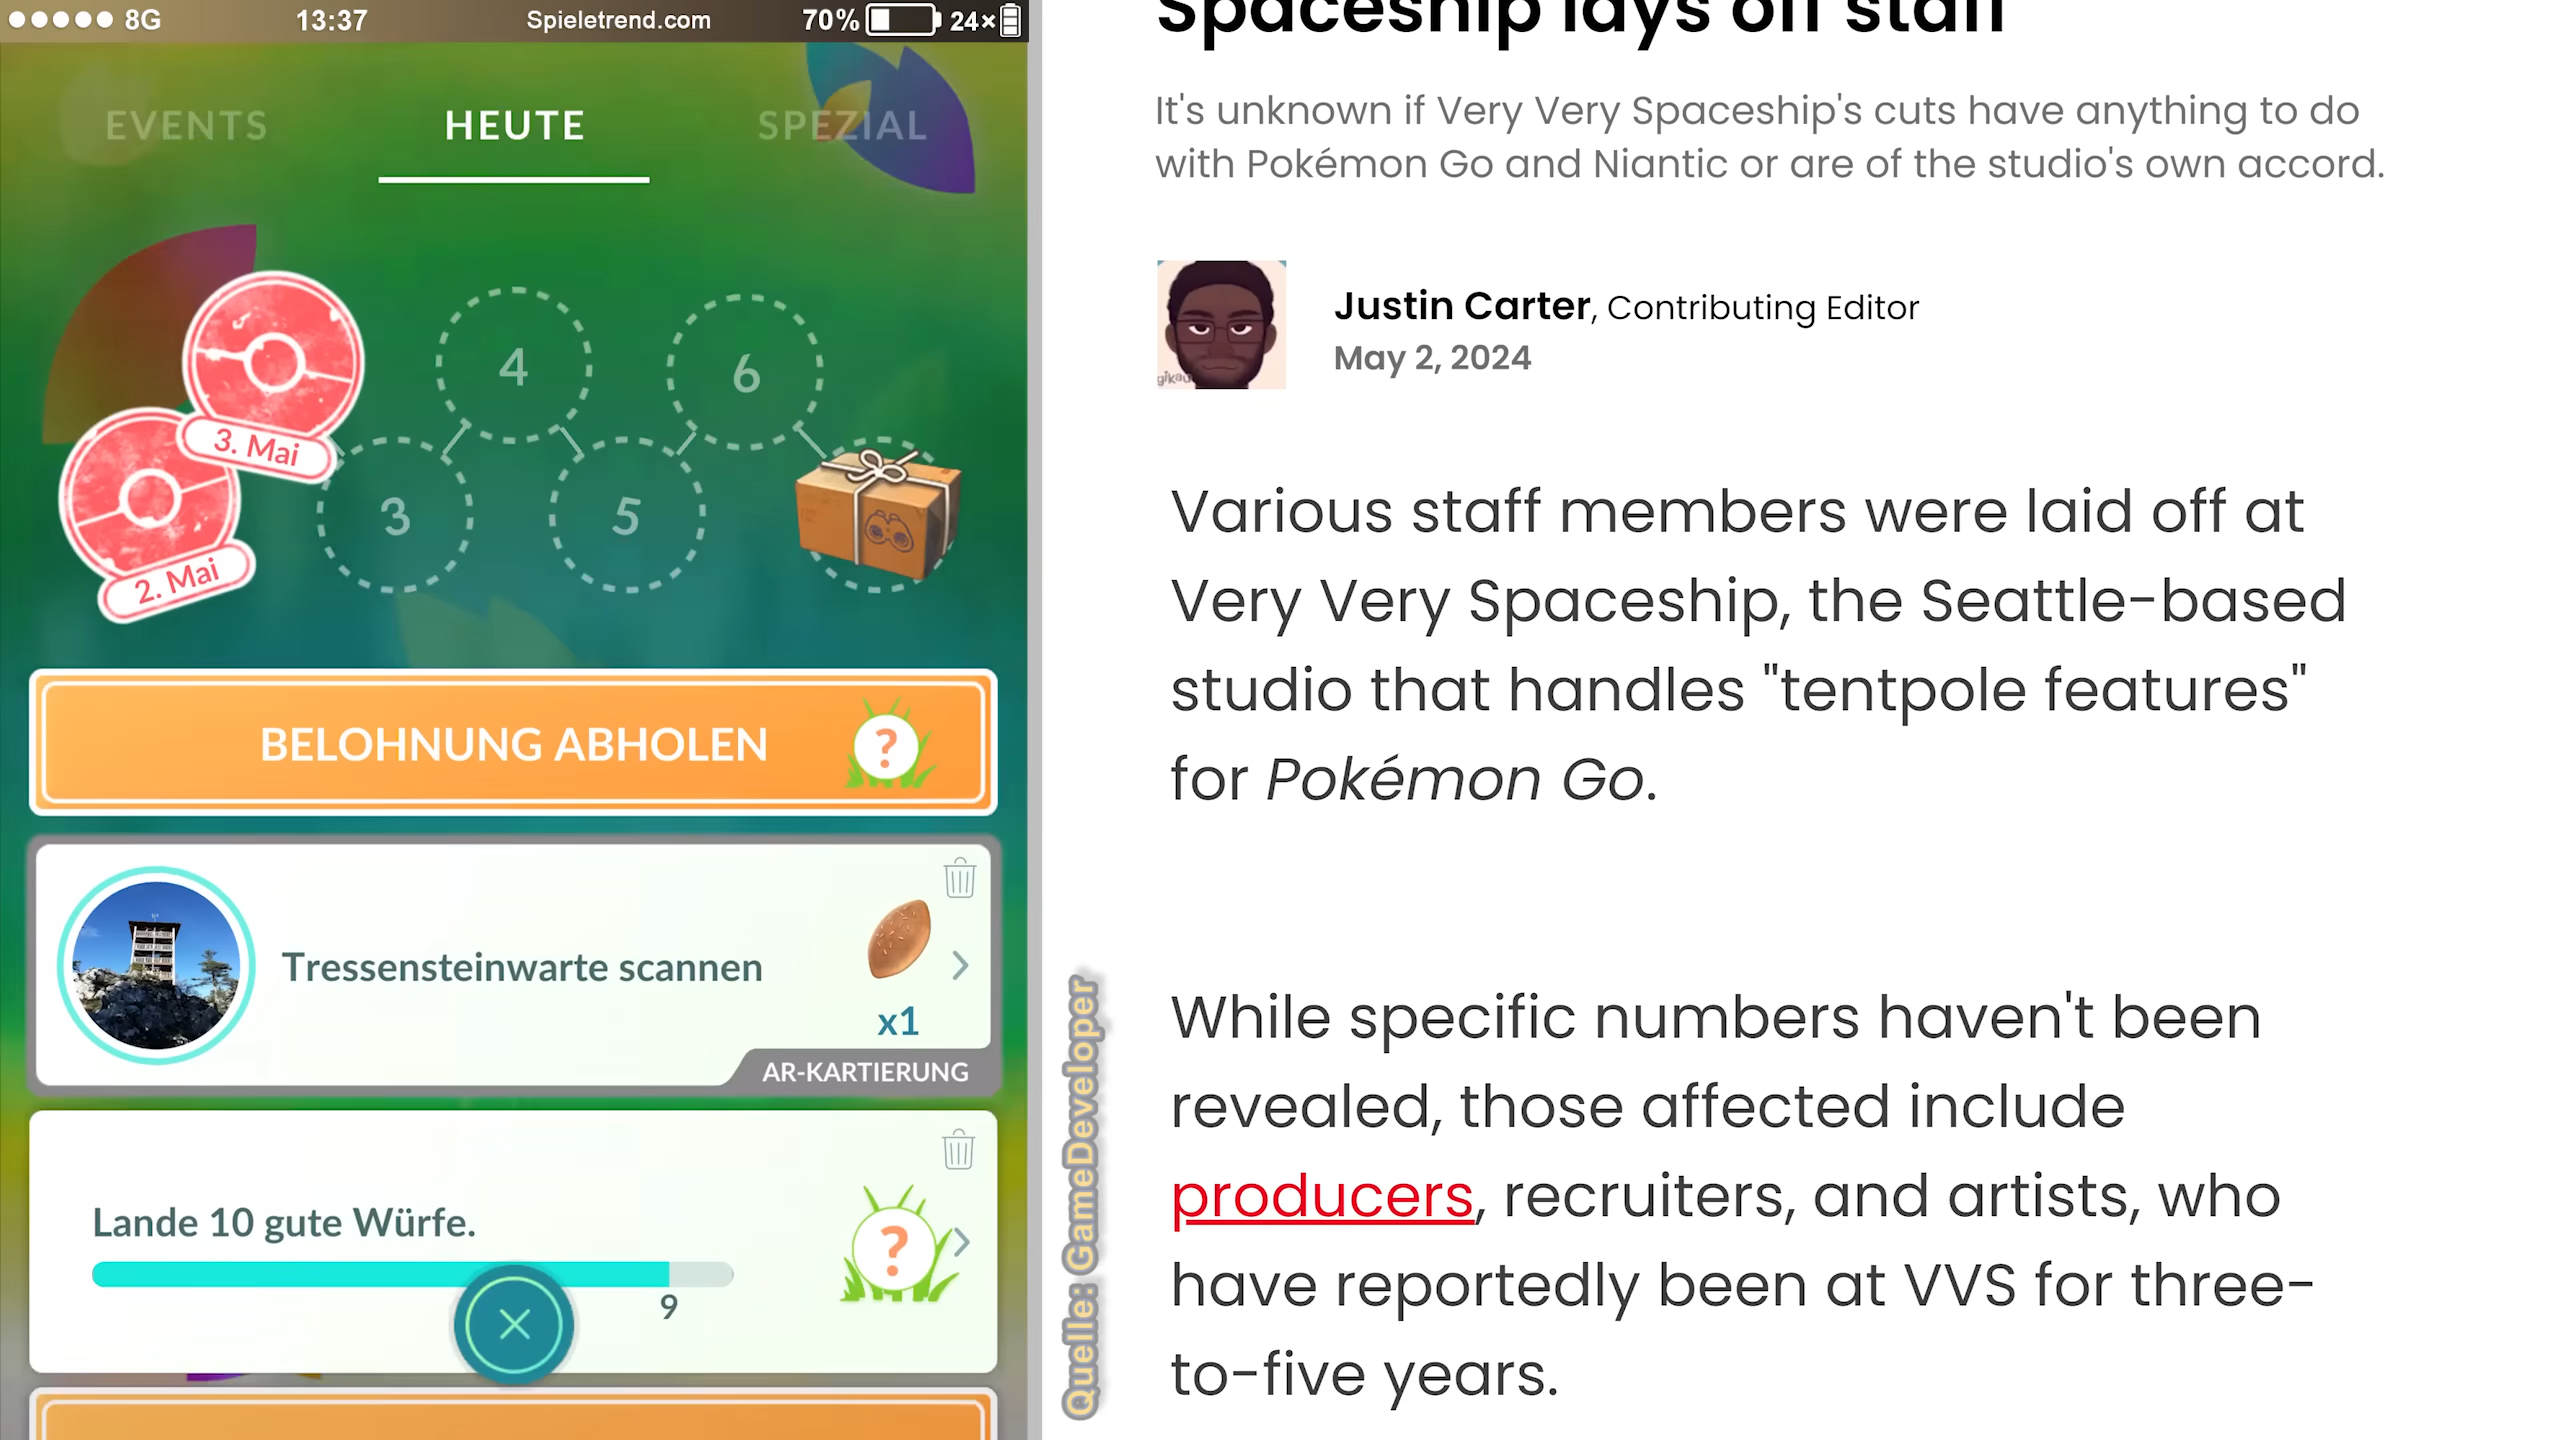 8G
13:37
Spieletrend.com
70%
24×
EVENTS
HEUTE
SPEZIAL
4
6
3. Mai
3
5
2. Mai
BELOHNUNG ABHOLEN
?
Tressensteinwarte scannen
x1
AR-KARTIERUNG
Lande 10 gute Würfe.
?
9
Spaceship lays off staff
It's unknown if Very Very Spaceship's cuts have anything to do
with Pokémon Go and Niantic or are of the studio's own accord.
Justin Carter, Contributing Editor
May 2, 2024
Various staff members were laid off at
Very Very Spaceship, the Seattle-based
studio that handles "tentpole features"
for Pokémon Go.
While specific numbers haven't been
revealed, those affected include
producers, recruiters, and artists, who
have reportedly been at VVS for three-
to-five years.
Quelle: GameDeveloper